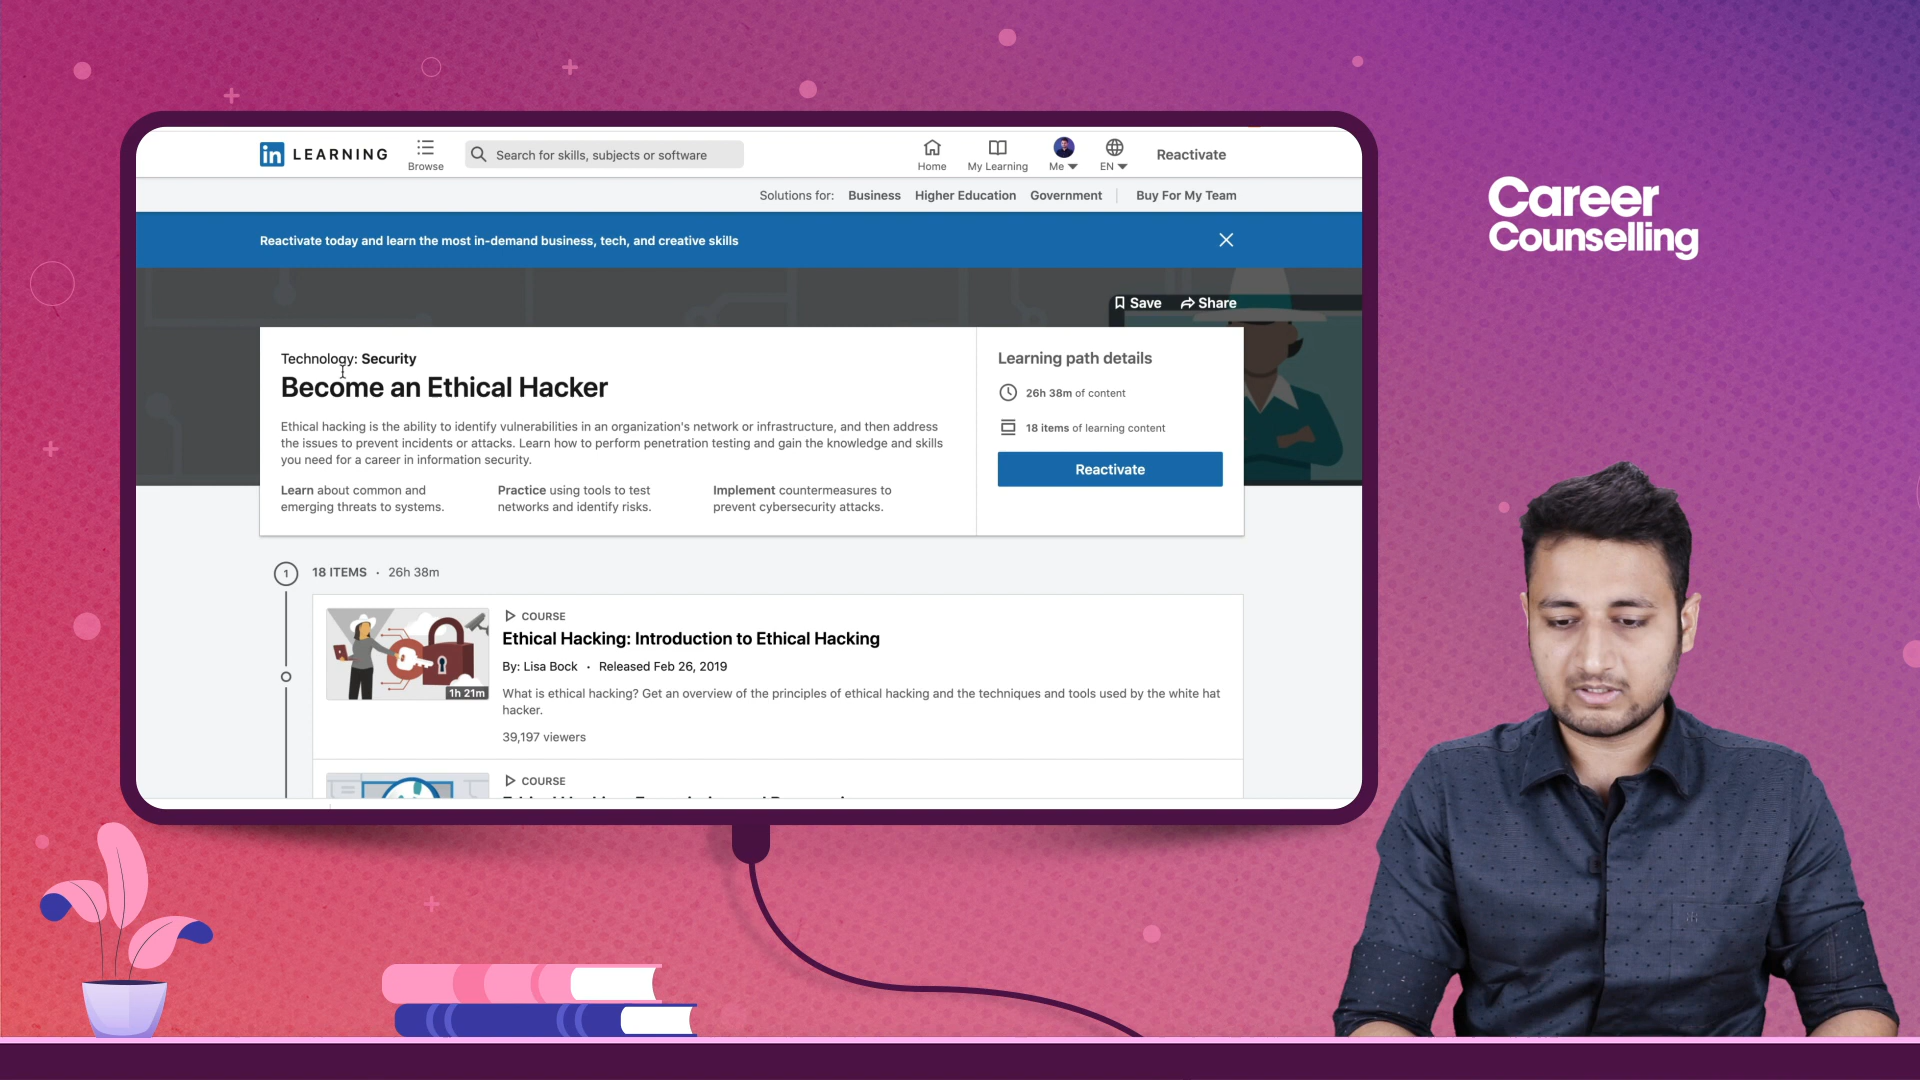 in LEARNING
Browse
Search for skills, subjects or software
Home
My Learning
Me
EN
Reactivate
Solutions for: Business Higher Education Government Buy For My Team
Reactivate today and learn the most in-demand business, tech, and creative skills
Save Share
Technology: Security
Become an Ethical Hacker
Ethical hacking is the ability to identify vulnerabilities in an organization's network or infrastructure, and then address
the issues to prevent incidents or attacks. Learn how to perform penetration testing and gain the knowledge and skills
you need for a career in information security.
Learn about common and
emerging threats to systems.
Practice using tools to test
networks and identify risks.
Implement countermeasures to
prevent cybersecurity attacks.
Learning path details
26h 38m of content
18 items of learning content
Reactivate
1 18 ITEMS · 26h 38m
1h 21m
COURSE
Ethical Hacking: Introduction to Ethical Hacking
By: Lisa Bock · Released Feb 26, 2019
What is ethical hacking? Get an overview of the principles of ethical hacking and the techniques and tools used by the white hat
hacker.
39,197 viewers
COURSE
Career
Counselling